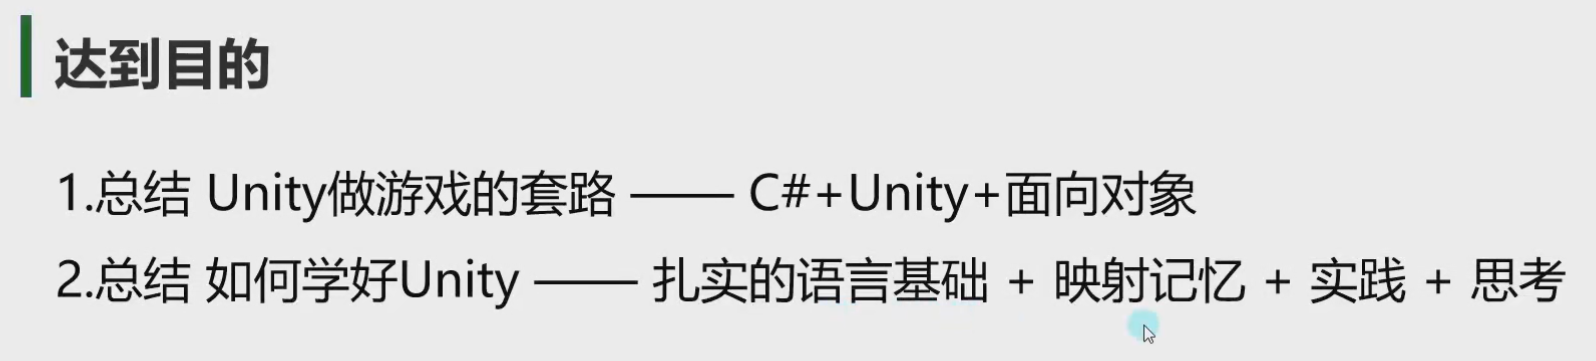 达到目的
1.总结 Unity做游戏的套路 —— C#+Unity+面向对象
2.总结 如何学好Unity —— 扎实的语言基础 + 映射记忆 + 实践 + 思考